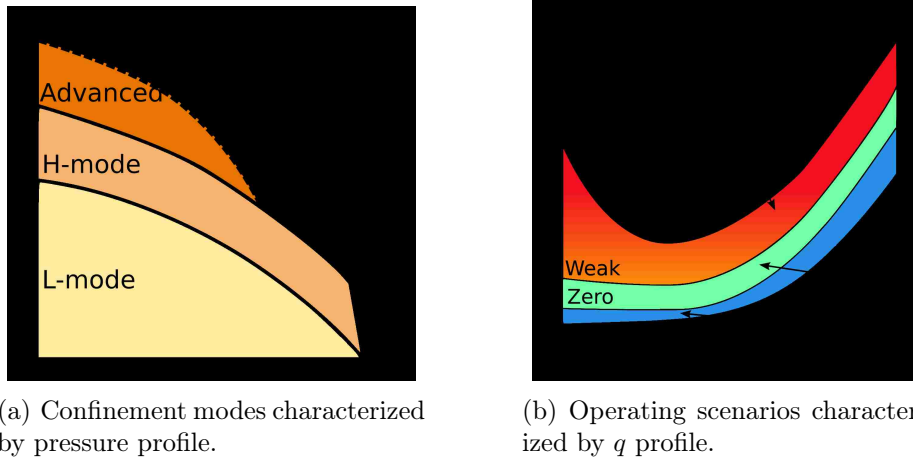 Advanced
H-mode
L-mode
Weak
Zero
(a) Confinement modes characterized
by pressure profile.
(b) Operating scenarios character-
ized by q profile.